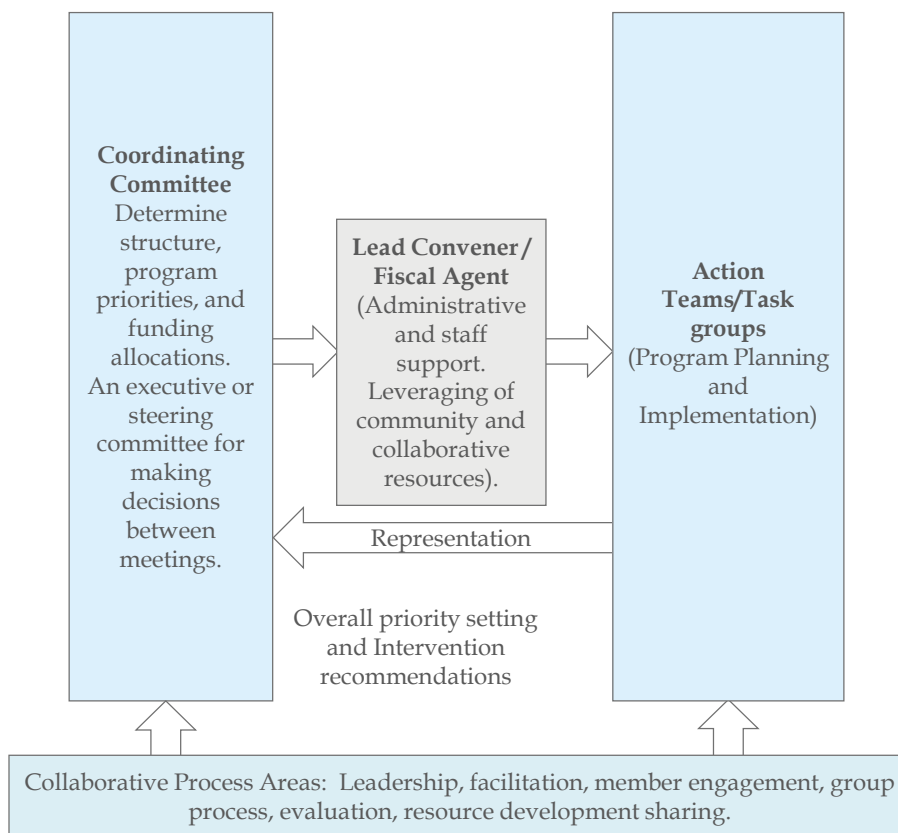 Coordinating
Committee
Determine
structure,
program
priorities, and
funding
allocations.
An executive or
steering
committee for
making
decisions
between
meetings.
Lead Convener/
Fiscal Agent
(Administrative
and staff
support.
Leveraging of
community and
collaborative
resources).
Action
Teams/Task
groups
(Program Planning
and
Implementation)
Representation
Overall priority setting
and Intervention
recommendations
Collaborative Process Areas: Leadership, facilitation, member engagement, group
process, evaluation, resource development sharing.